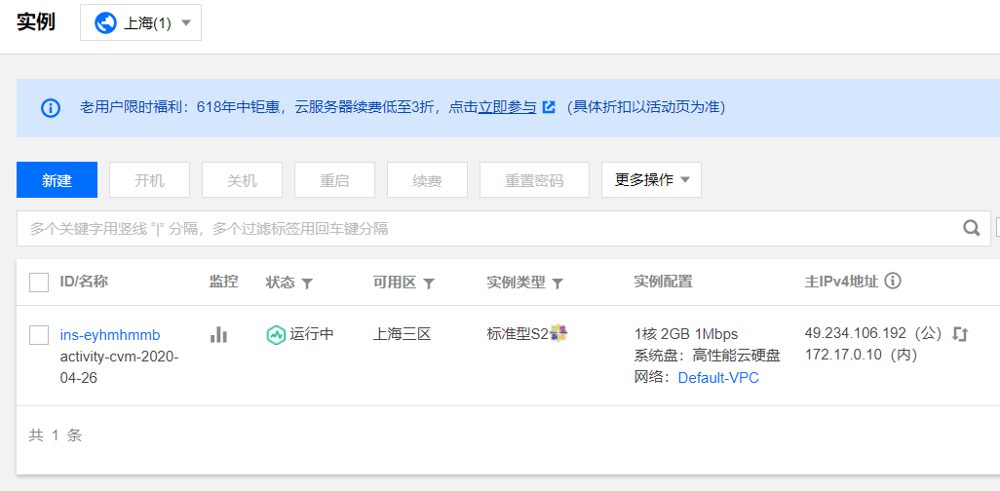 实例 上海(1)
老用户限时福利：618年中钜惠，云服务器续费低至3折，点击立即参与 （具体折扣以活动页为准）
新建 开机 关机 重启 续费 重置密码 更多操作
多个关键字用竖线 “|” 分隔，多个过滤标签用回车键分隔
ID/名称 监控 状态 可用区 实例类型 实例配置 主IPv4地址
ins-eyhmhmmb 运行中 上海三区 标准型S2 1核 2GB 1Mbps 49.234.106.192（公）
activity-cvm-2020- 系统盘：高性能云硬盘 172.17.0.10（内）
04-26 网络：Default-VPC
共 1 条